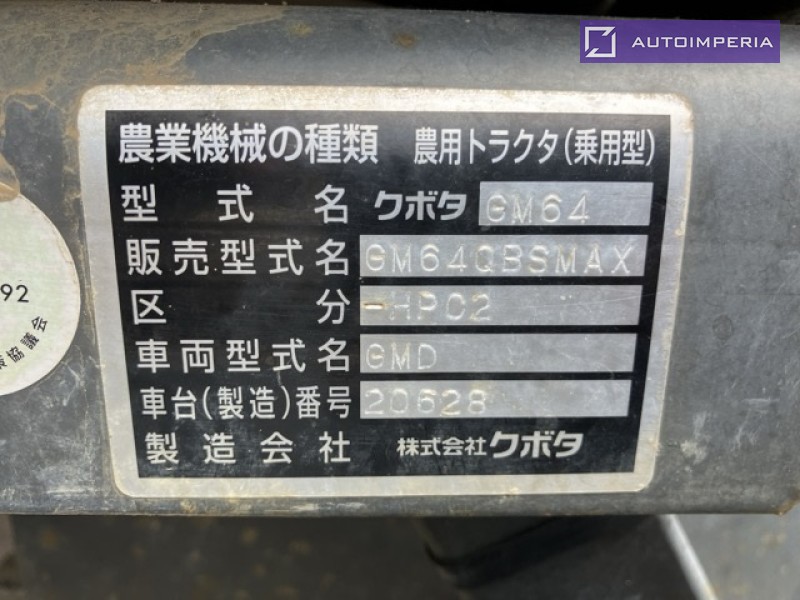 AUTOIMPERIA
農業機械の種類 農用トラクタ(乗用型)
型式名 クボタ GM64
販売型式名 GM64QBSMAX
区分 -HPC2
車両型式名 GMD
車台(製造)番号 20628
製造会社 株式会社クボタ
92
協議会